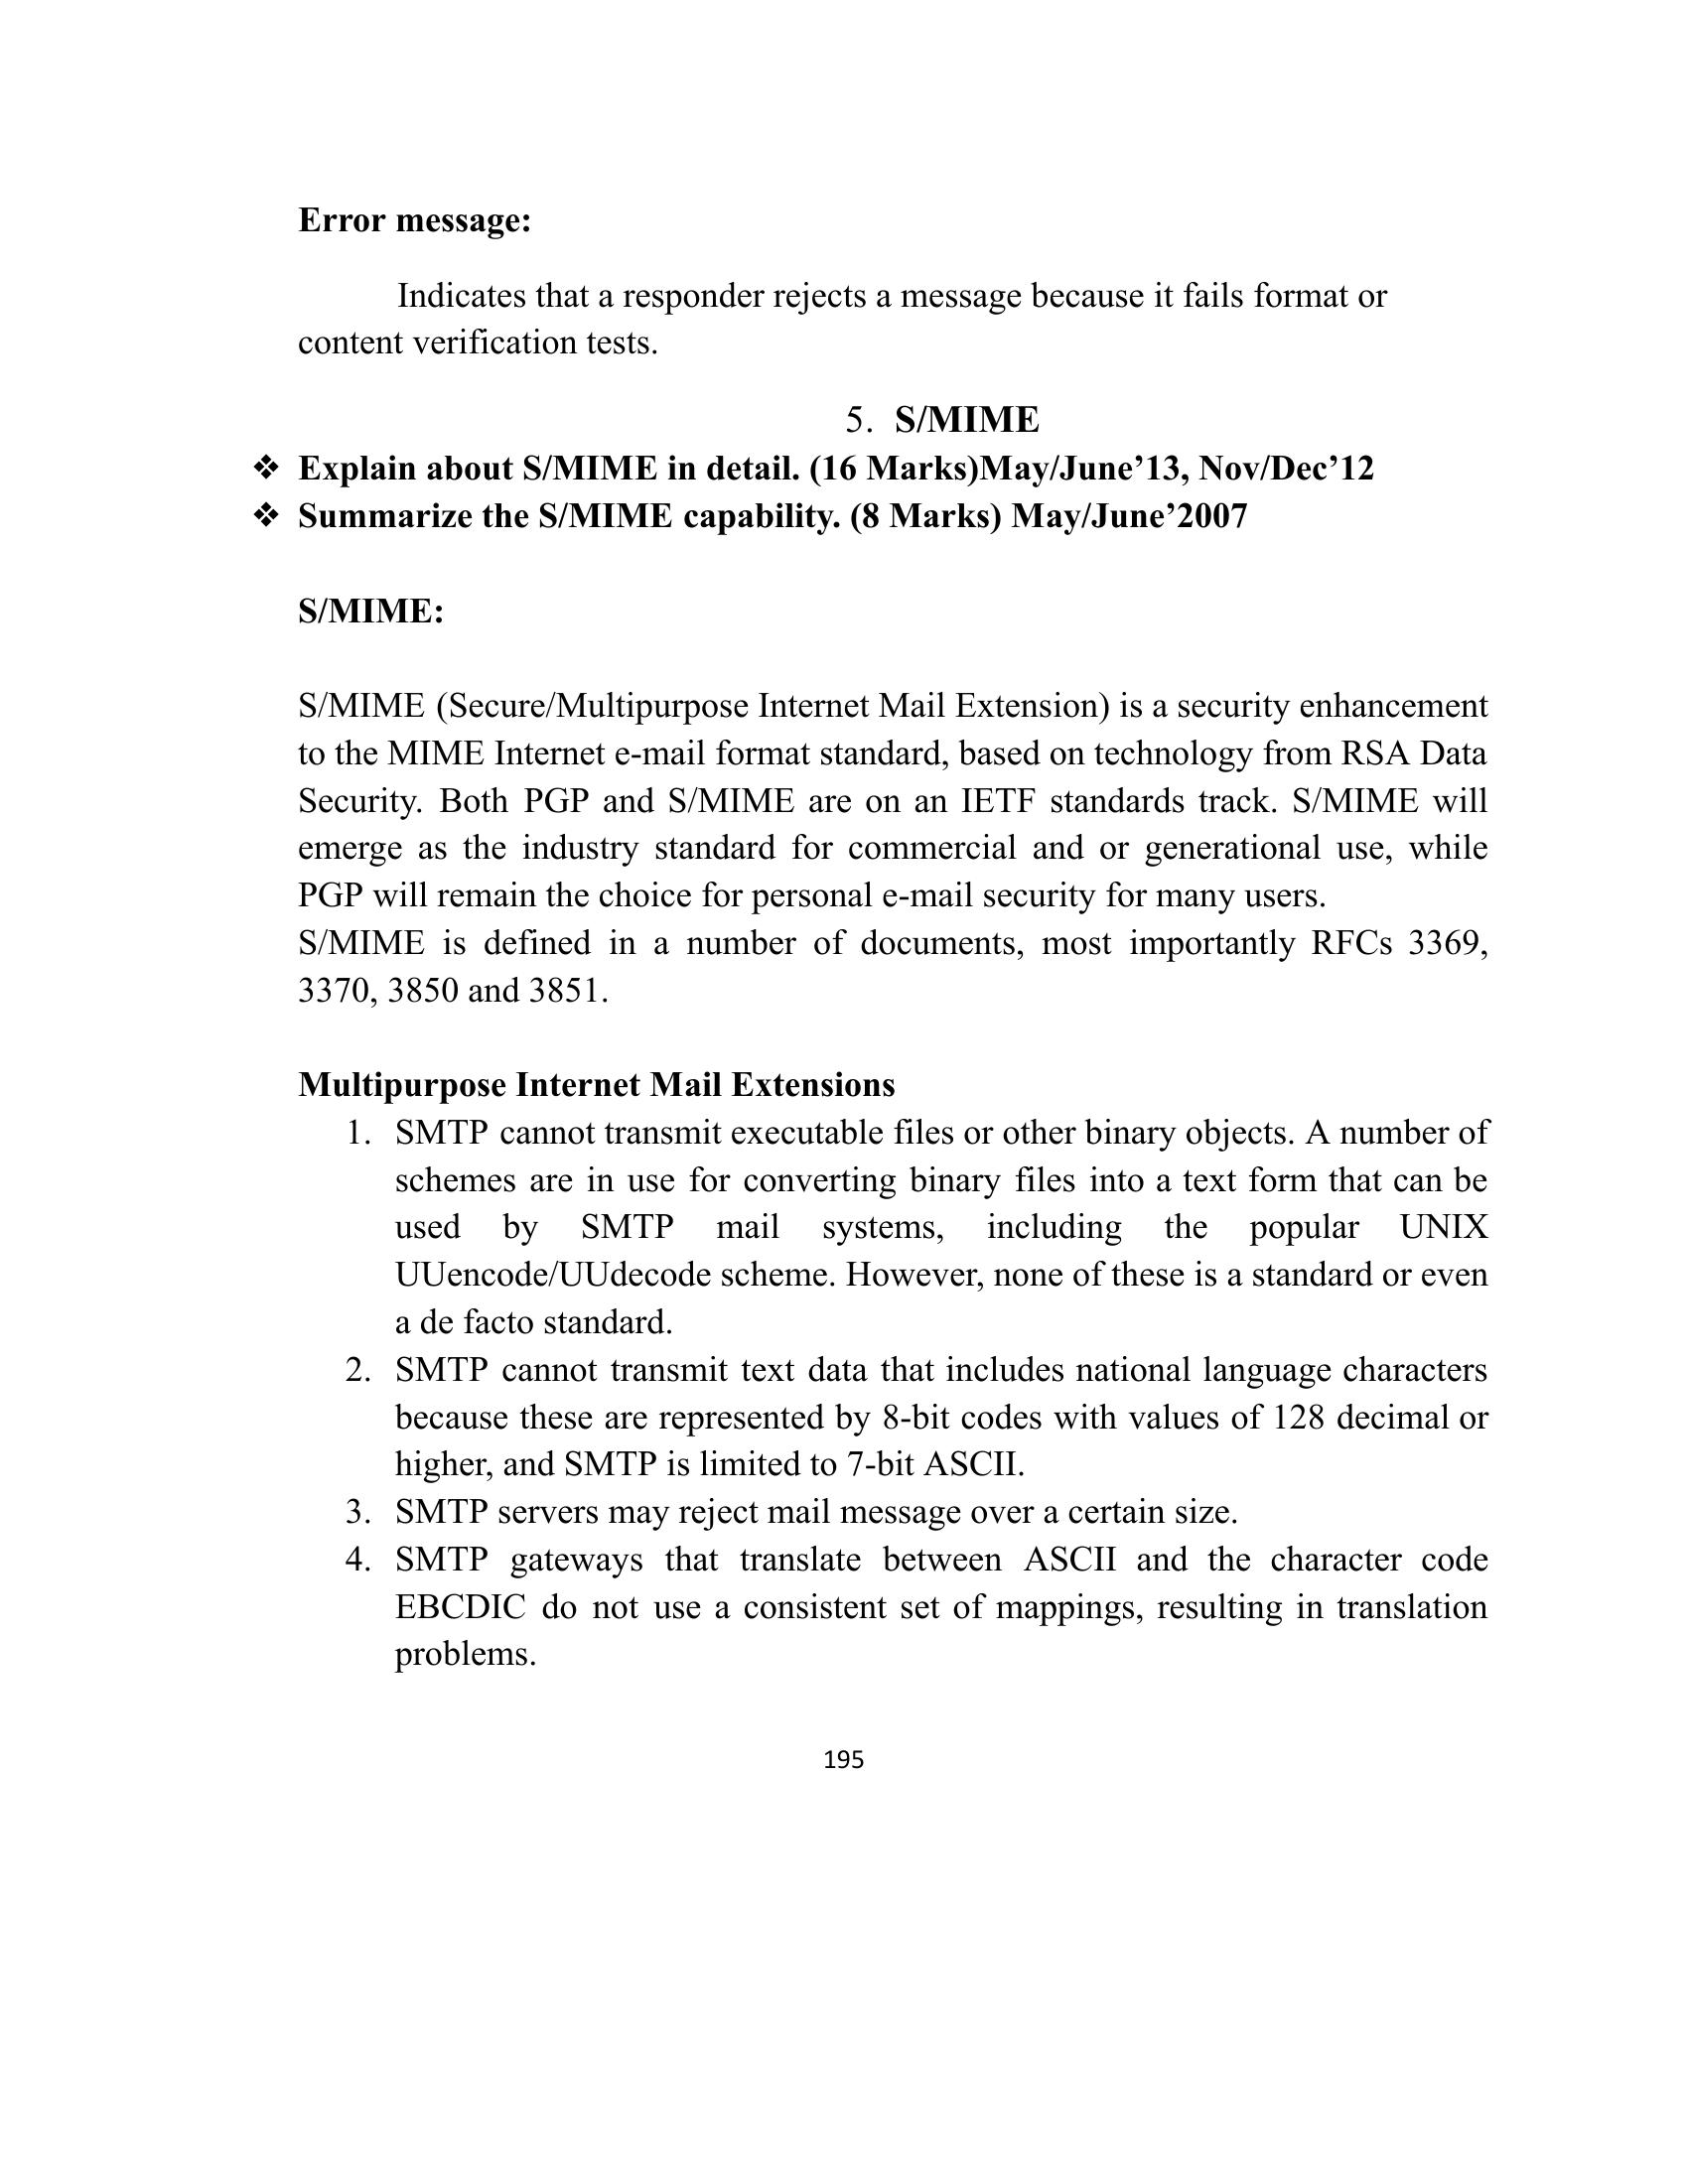 Error message:
Indicates that a responder rejects a message because it fails format or
content verification tests.
5. S/MIME
❖ Explain about S/MIME in detail. (16 Marks)May/June’13, Nov/Dec’12
❖ Summarize the S/MIME capability. (8 Marks) May/June’2007
S/MIME:
S/MIME (Secure/Multipurpose Internet Mail Extension) is a security enhancement
to the MIME Internet e-mail format standard, based on technology from RSA Data
Security. Both PGP and S/MIME are on an IETF standards track. S/MIME will
emerge as the industry standard for commercial and or generational use, while
PGP will remain the choice for personal e-mail security for many users.
S/MIME is defined in a number of documents, most importantly RFCs 3369,
3370, 3850 and 3851.
Multipurpose Internet Mail Extensions
1. SMTP cannot transmit executable files or other binary objects. A number of
schemes are in use for converting binary files into a text form that can be
used by SMTP mail systems, including the popular UNIX
UUencode/UUdecode scheme. However, none of these is a standard or even
a de facto standard.
2. SMTP cannot transmit text data that includes national language characters
because these are represented by 8-bit codes with values of 128 decimal or
higher, and SMTP is limited to 7-bit ASCII.
3. SMTP servers may reject mail message over a certain size.
4. SMTP gateways that translate between ASCII and the character code
EBCDIC do not use a consistent set of mappings, resulting in translation
problems.
195